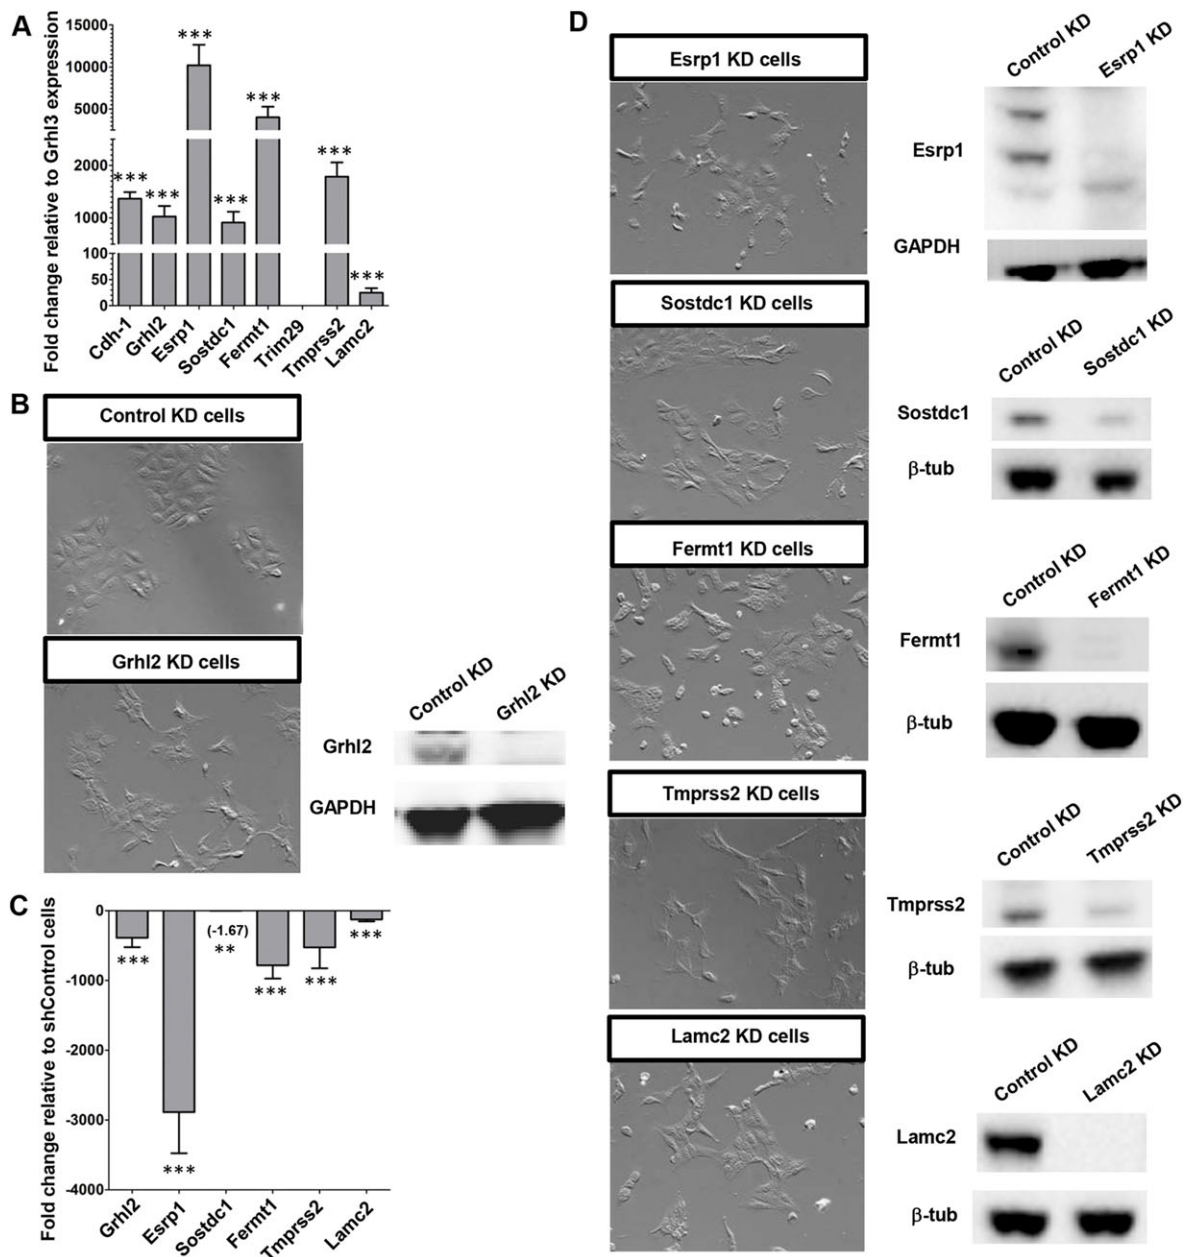 A
Fold change relative to Grhl3 expression
15000
10000
5000
2000
1000
100
50
0
***
***
***
***
***
***
***
Cdh-1
Grhl2
Esrp1
Sostdc1
Fermt1
Trim29
Tmprss2
Lamc2
B
Control KD cells
Grhl2 KD cells
Control KD
Grhl2 KD
Grhl2
GAPDH
C
Fold change relative to shControl cells
0
-1000
-2000
-3000
-4000
***
***
(-1.67)
**
***
***
***
Grhl2
Esrp1
Sostdc1
Fermt1
Tmprss2
Lamc2
D
Esrp1 KD cells
Control KD
Esrp1 KD
Esrp1
GAPDH
Sostdc1 KD cells
Control KD
Sostdc1 KD
Sostdc1
β-tub
Fermt1 KD cells
Control KD
Fermt1 KD
Fermt1
β-tub
Tmprss2 KD cells
Control KD
Tmprss2 KD
Tmprss2
β-tub
Lamc2 KD cells
Control KD
Lamc2 KD
Lamc2
β-tub